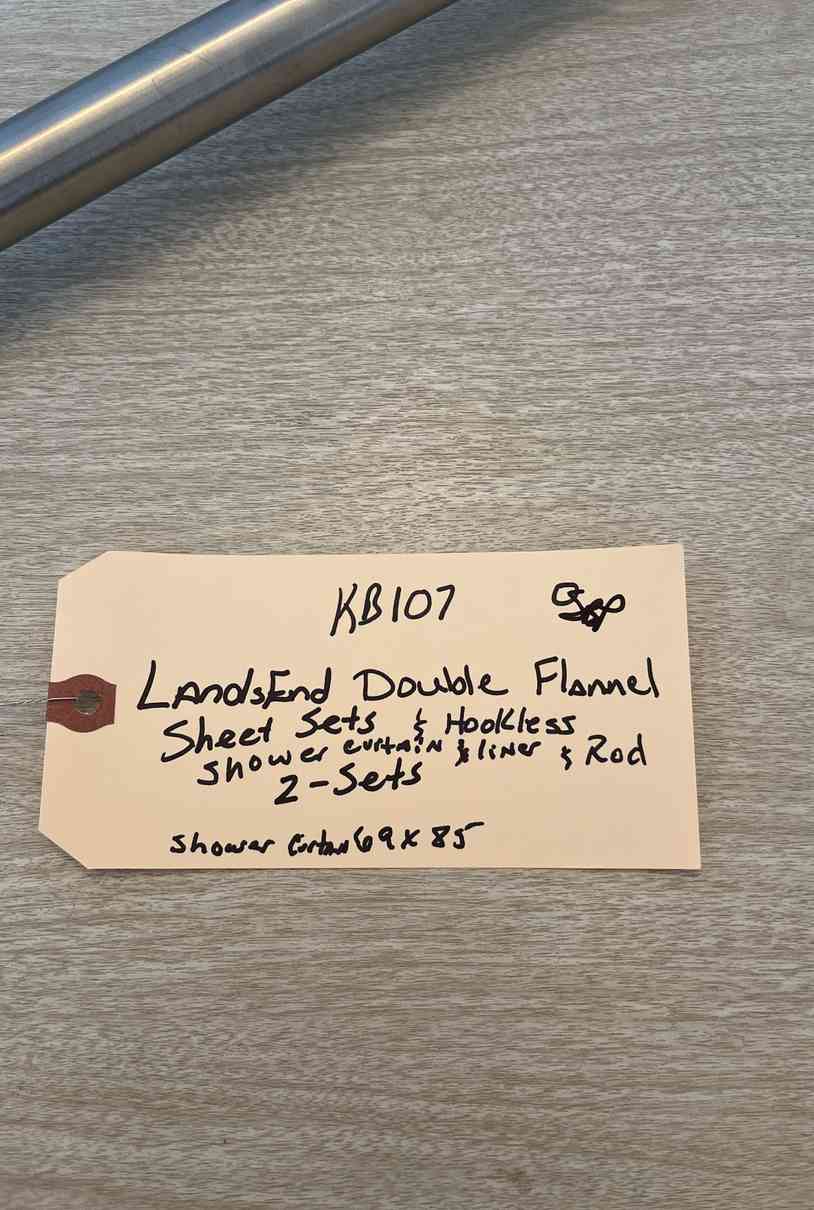 KB107
LandsEnd Double Flannel
Sheet Sets & Hookless
shower curtain & liner & Rod
2-Sets
shower Curtain 69 x 85